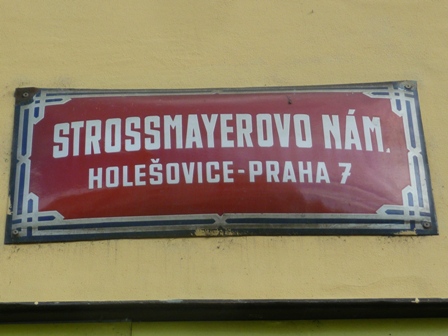 STROSSMAYEROVO NÁM.
HOLEŠOVICE-PRAHA 7